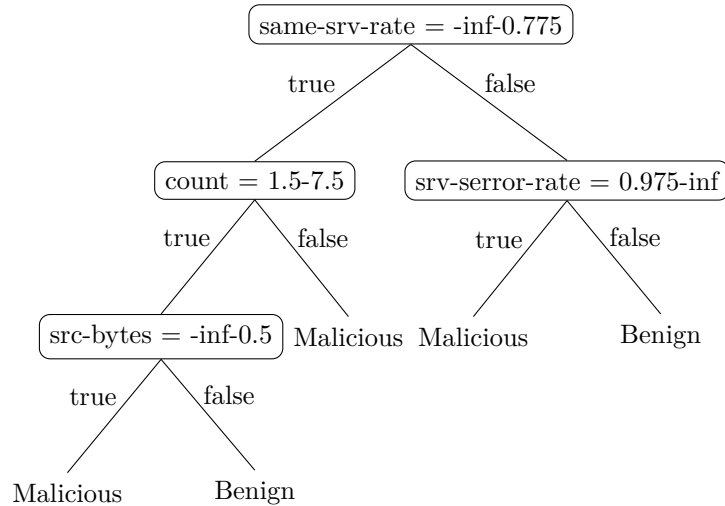 same-srv-rate = -inf-0.775
true
false
count = 1.5-7.5
srv-serror-rate = 0.975-inf
true
false
true
false
src-bytes = -inf-0.5
Malicious
Malicious
Benign
true
false
Malicious
Benign